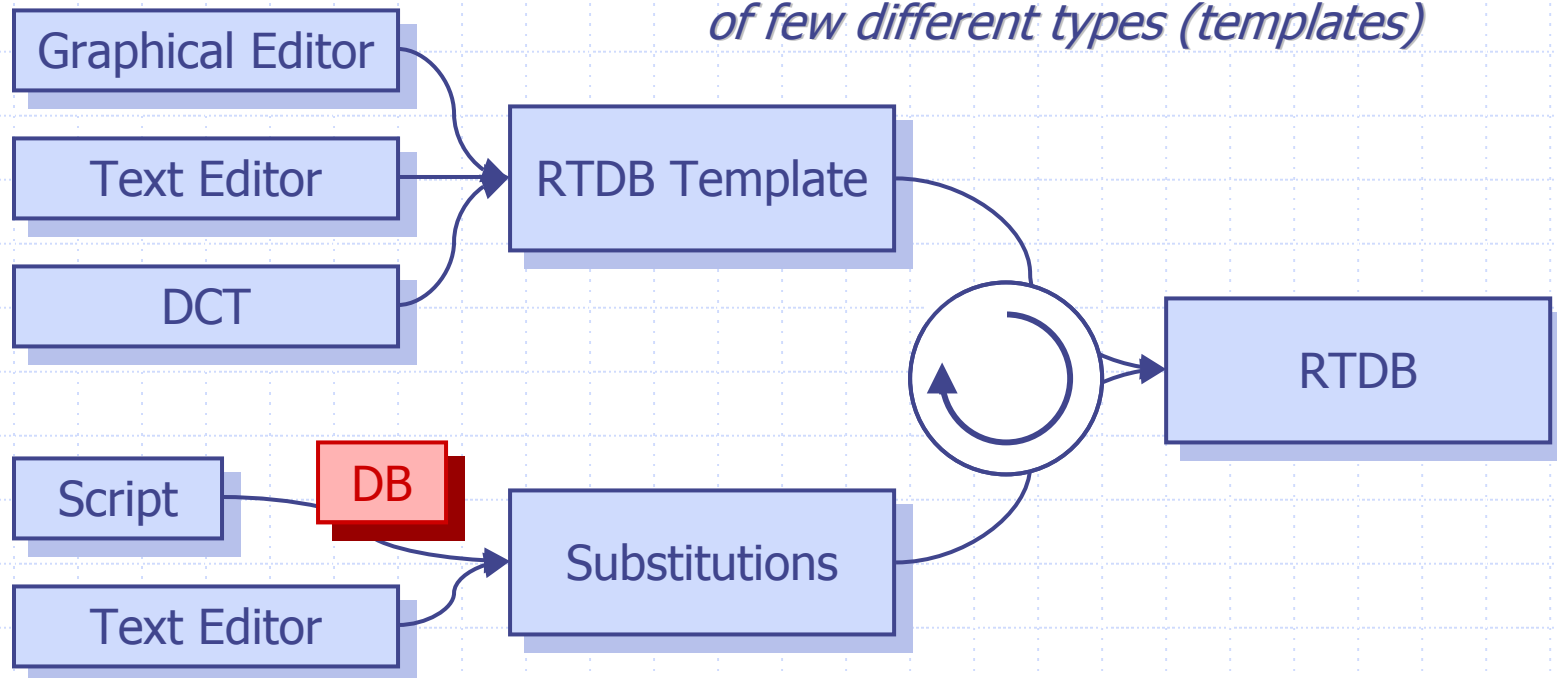 of few different types (templates)
Graphical Editor
Text Editor
DCT
RTDB Template
RTDB
Script
DB
Text Editor
Substitutions